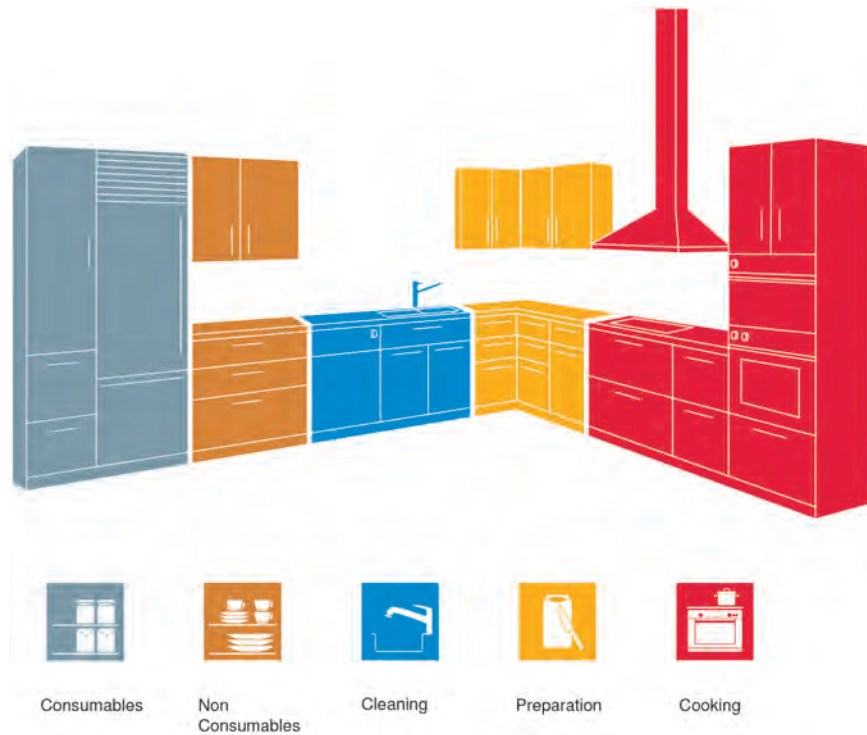 Consumables
Non
Consumables
Cleaning
Preparation
Cooking